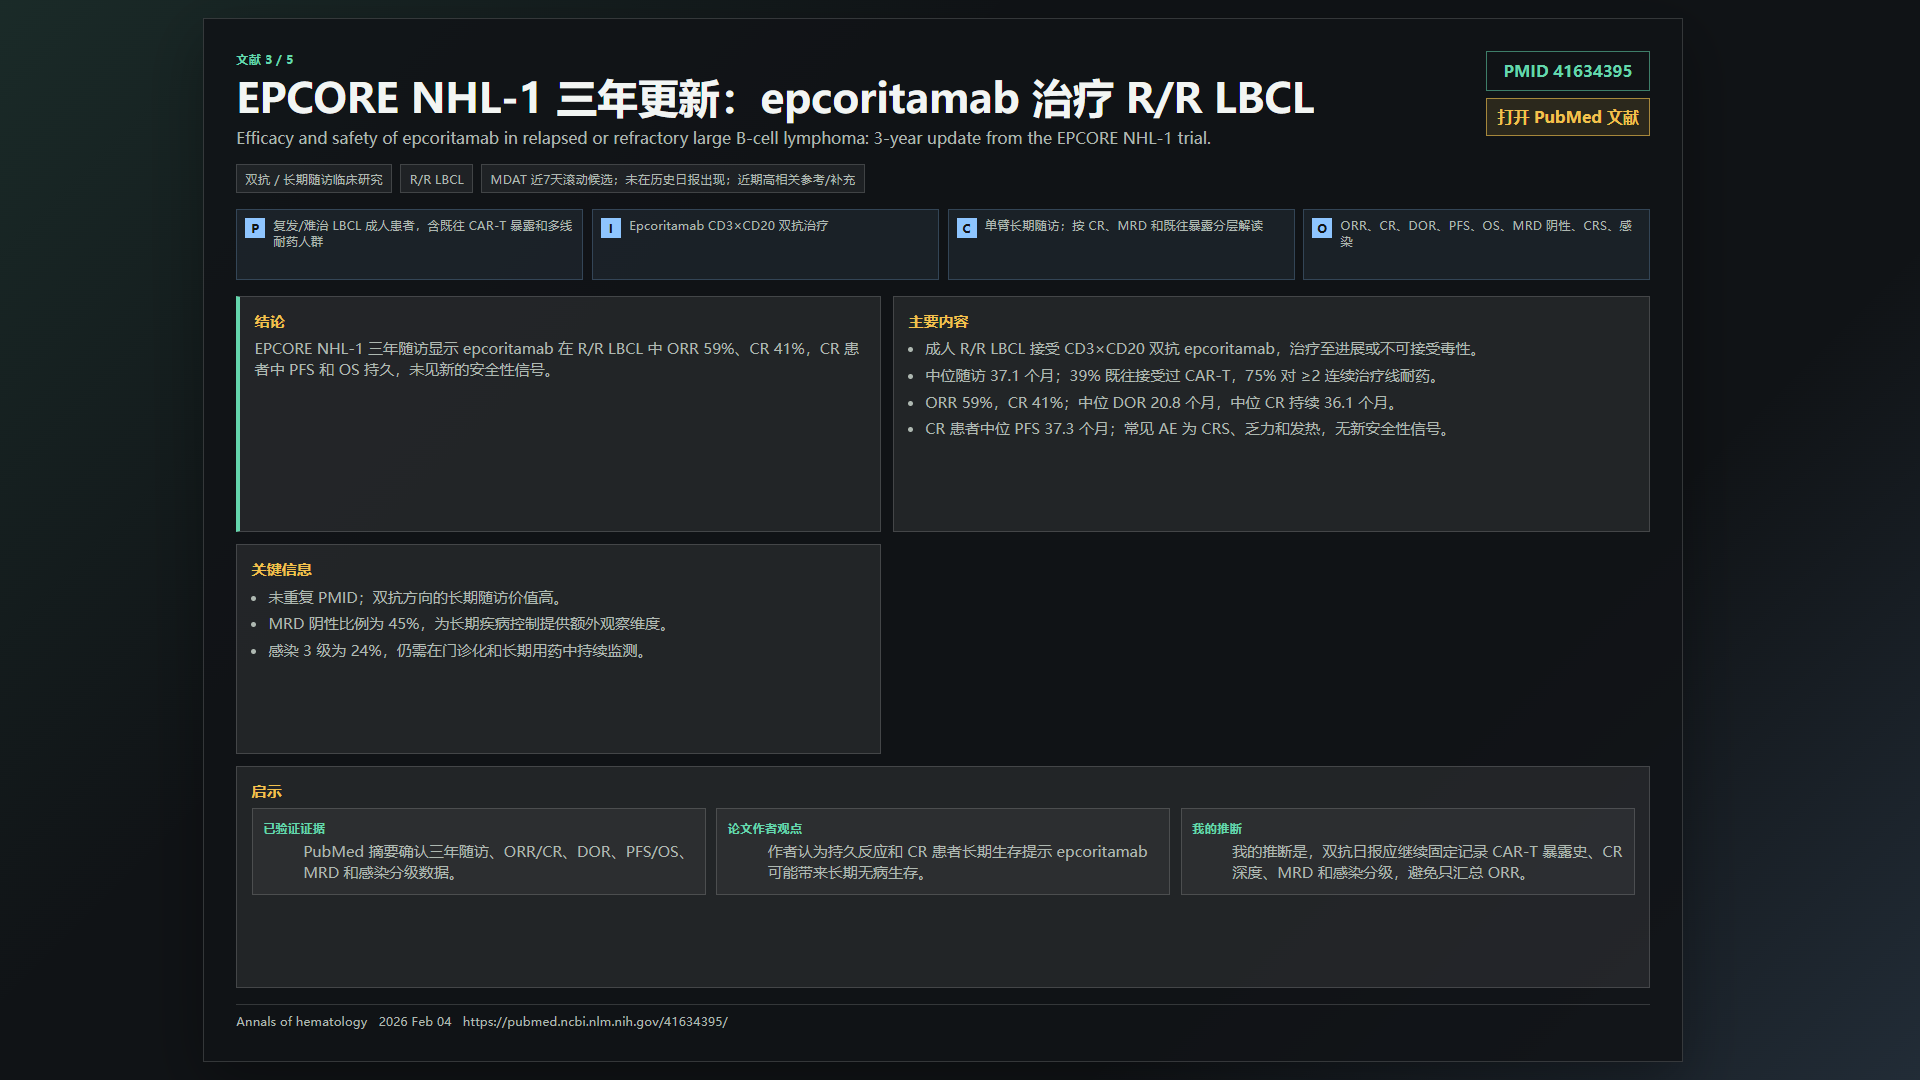 文献 3 / 5
EPCORE NHL-1 三年更新：epcoritamab 治疗 R/R LBCL
Efficacy and safety of epcoritamab in relapsed or refractory large B-cell lymphoma: 3-year update from the EPCORE NHL-1 trial.
PMID 41634395
打开 PubMed 文献
双抗 / 长期随访临床研究
R/R LBCL
MDAT 近7天滚动候选；未在历史日报出现；近期高相关参考/补充
P
复发/难治 LBCL 成人患者，含既往 CAR-T 暴露和多线
耐药人群
I
Epcoritamab CD3×CD20 双抗治疗
C
单臂长期随访；按 CR、MRD 和既往暴露分层解读
O
ORR、CR、DOR、PFS、OS、MRD 阴性、CRS、感
染
结论
EPCORE NHL-1 三年随访显示 epcoritamab 在 R/R LBCL 中 ORR 59%、CR 41%，CR 患
者中 PFS 和 OS 持久，未见新的安全性信号。
主要内容
• 成人 R/R LBCL 接受 CD3×CD20 双抗 epcoritamab，治疗至进展或不可接受毒性。
• 中位随访 37.1 个月；39% 既往接受过 CAR-T，75% 对 ≥2 连续治疗线耐药。
• ORR 59%，CR 41%；中位 DOR 20.8 个月，中位 CR 持续 36.1 个月。
• CR 患者中位 PFS 37.3 个月；常见 AE 为 CRS、乏力和发热，无新安全性信号。
关键信息
• 未重复 PMID；双抗方向的长期随访价值高。
• MRD 阴性比例为 45%，为长期疾病控制提供额外观察维度。
• 感染 3 级为 24%，仍需在门诊化和长期用药中持续监测。
启示
已验证证据
PubMed 摘要确认三年随访、ORR/CR、DOR、PFS/OS、
MRD 和感染分级数据。
论文作者观点
作者认为持久反应和 CR 患者长期生存提示 epcoritamab
可能带来长期无病生存。
我的推断
我的推断是，双抗日报应继续固定记录 CAR-T 暴露史、CR
深度、MRD 和感染分级，避免只汇总 ORR。
Annals of hematology 2026 Feb 04 https://pubmed.ncbi.nlm.nih.gov/41634395/